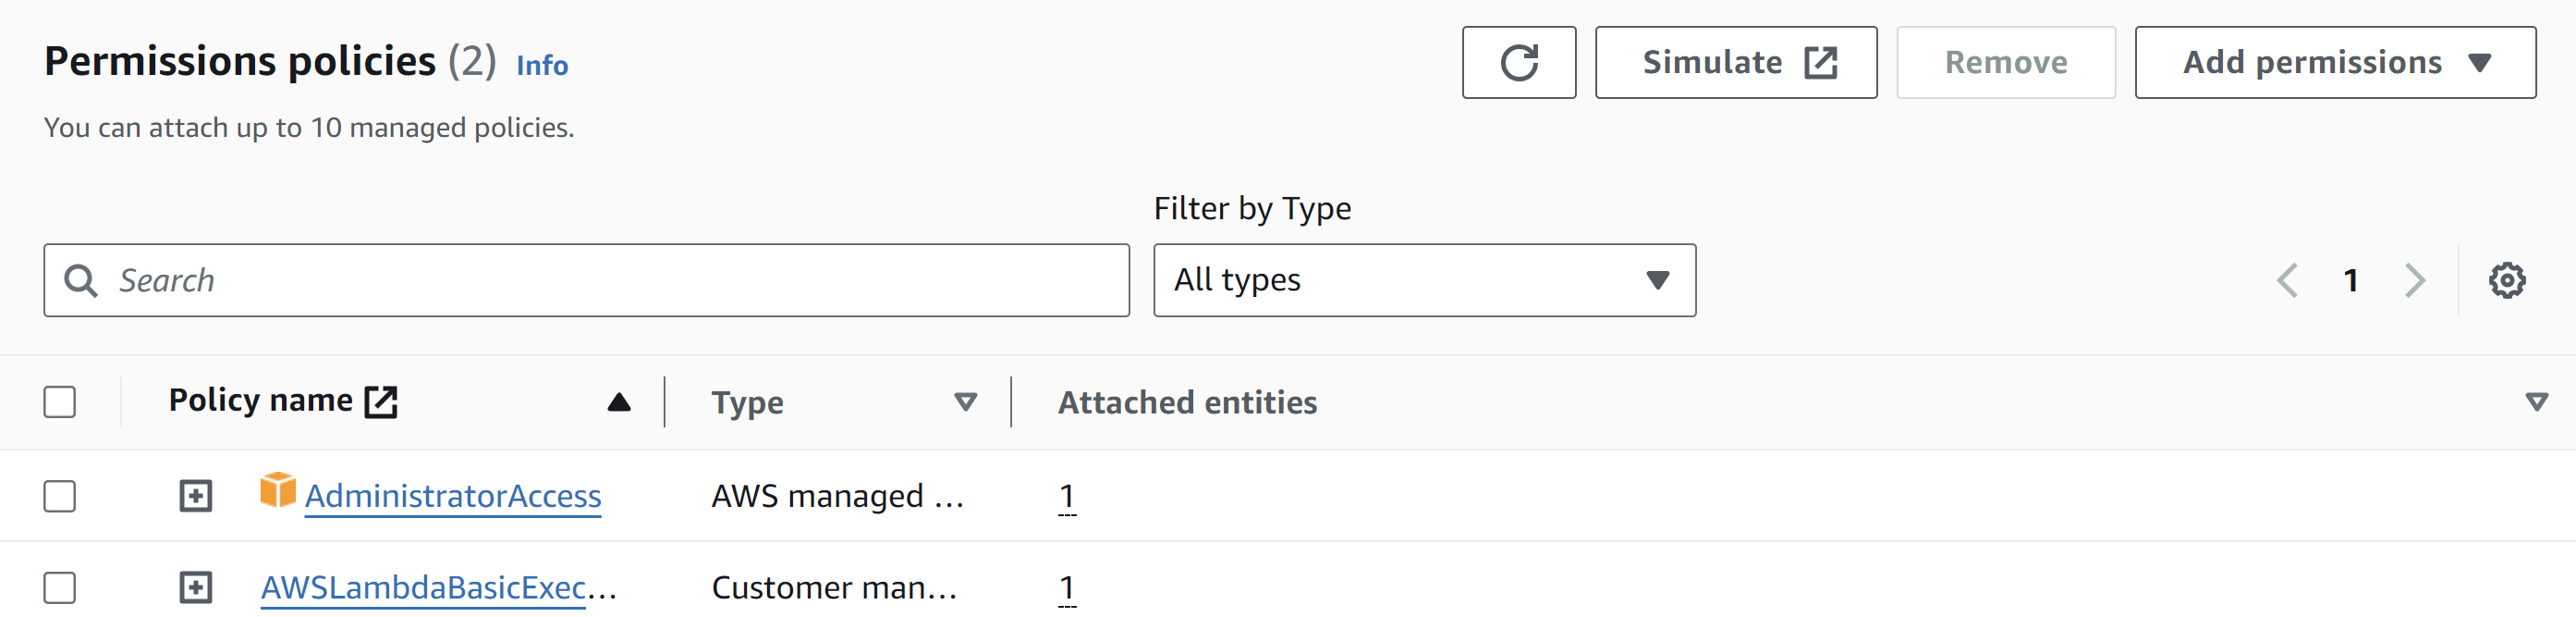 Permissions policies (2) Info
Simulate
Remove
Add permissions
You can attach up to 10 managed policies.
Filter by Type
Search
All types
1
Policy name
Type
Attached entities
AdministratorAccess
AWS managed …
1
AWSLambdaBasicExec…
Customer man…
1